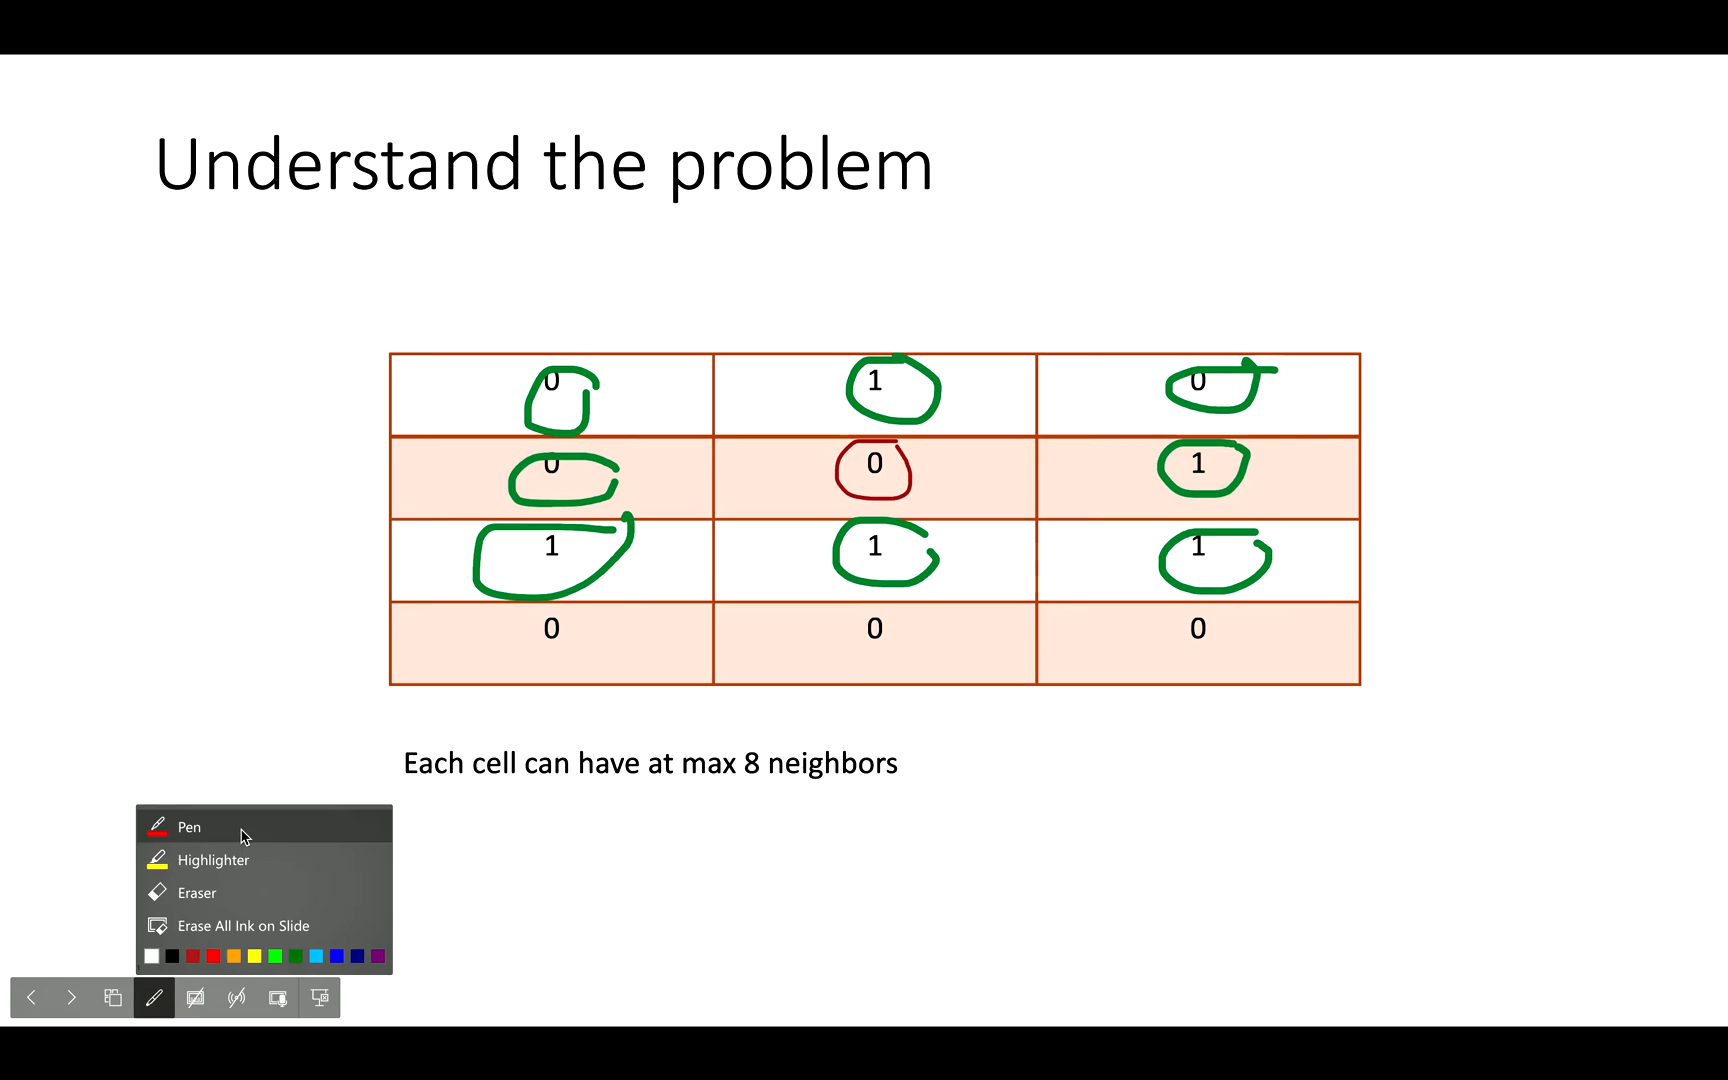 Understand the problem
0 1 0
0 0 1
1 1 1
0 0 0
Each cell can have at max 8 neighbors
Pen
Highlighter
Eraser
Erase All Ink on Slide